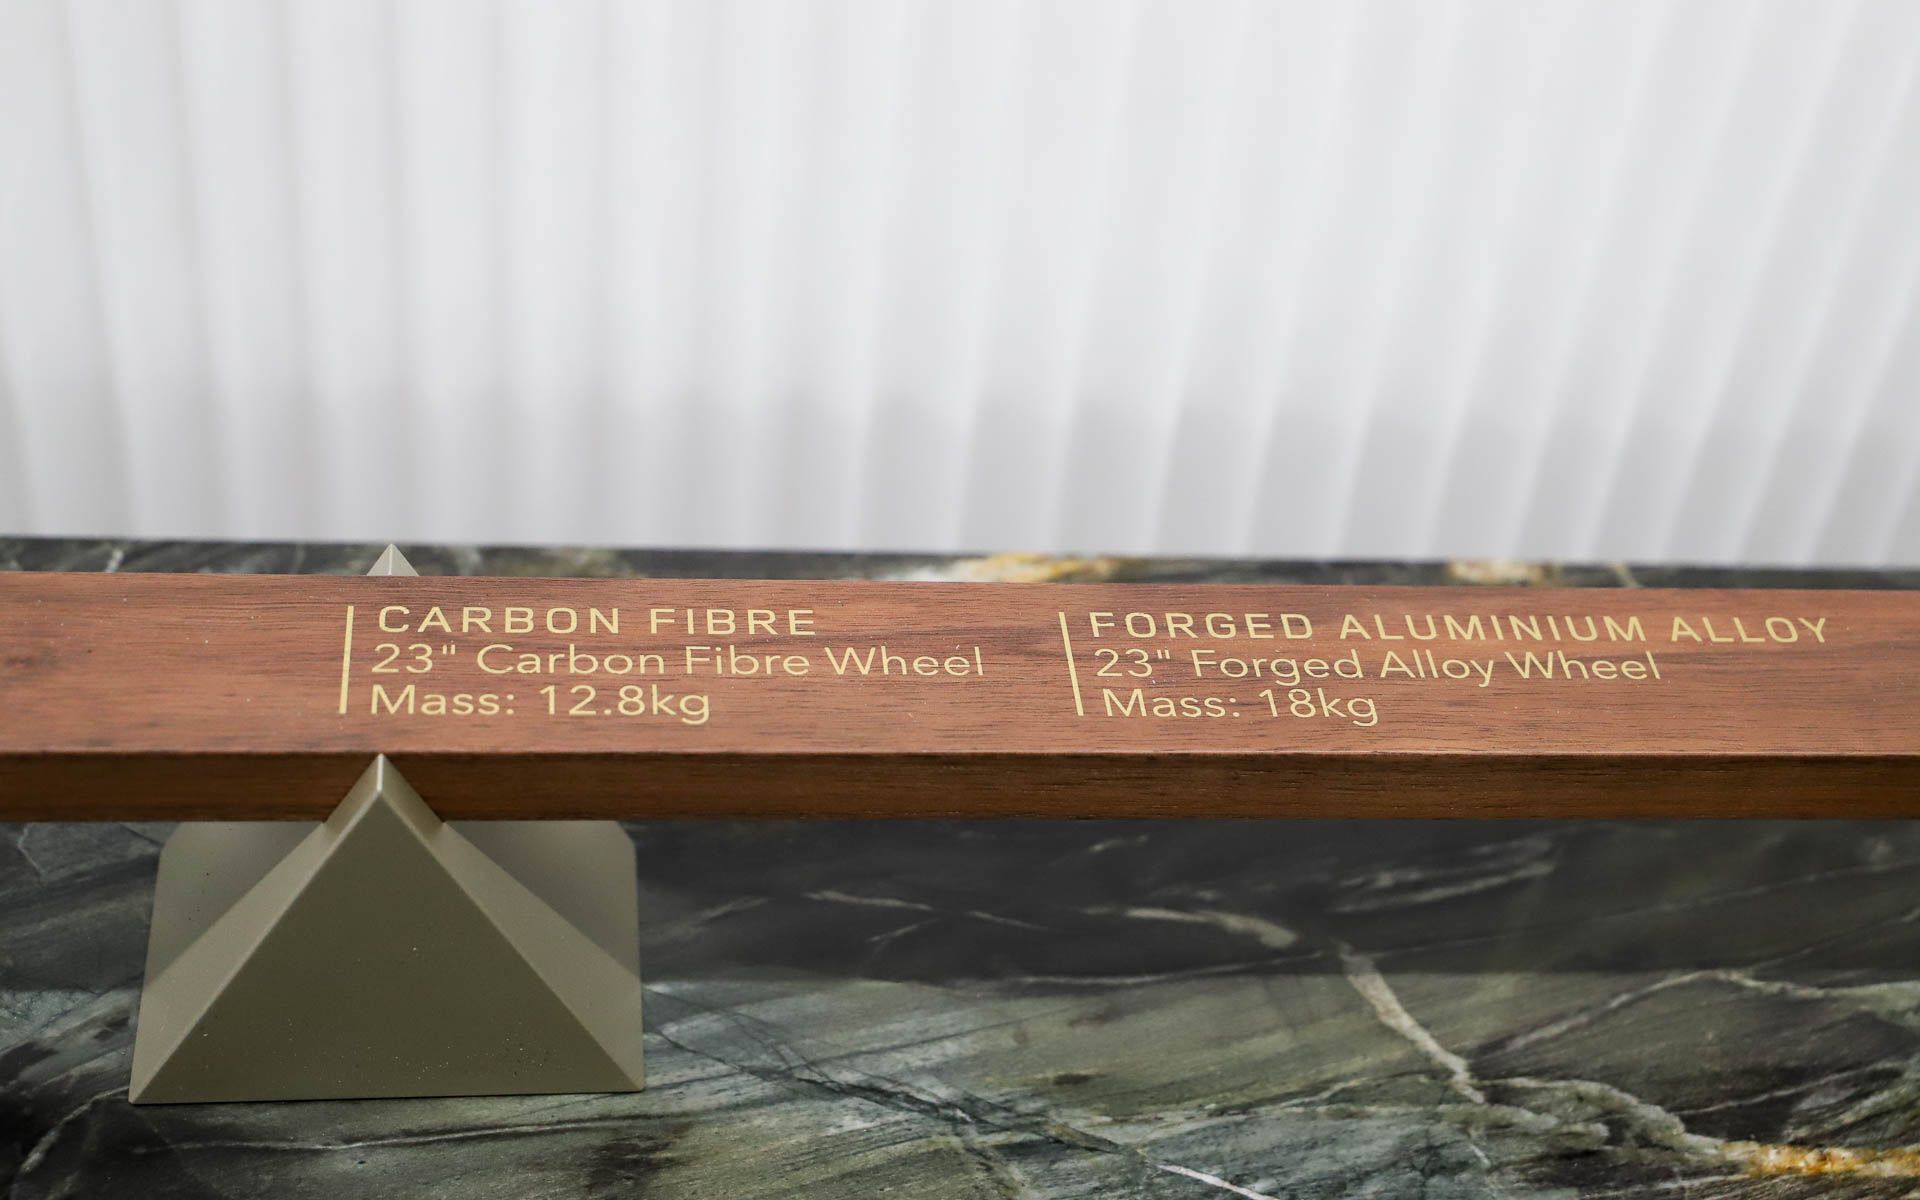 CARBON FIBRE
23" Carbon Fibre Wheel
Mass: 12.8kg
FORGED ALUMINIUM ALLOY
23" Forged Alloy Wheel
Mass: 18kg